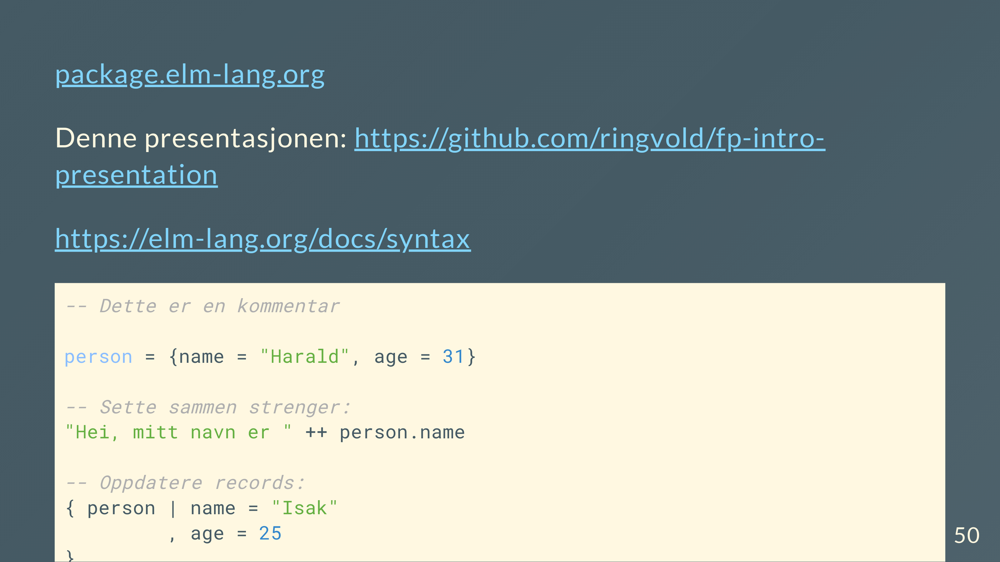 package.elm-lang.org
Denne presentasjonen: https://github.com/ringvold/fp-intro-
presentation
https://elm-lang.org/docs/syntax
-- Dette er en kommentar
person = {name = "Harald", age = 31}
-- Sette sammen strenger:
"Hei, mitt navn er " ++ person.name
-- Oppdatere records:
{ person | name = "Isak"
         , age = 25
}
50